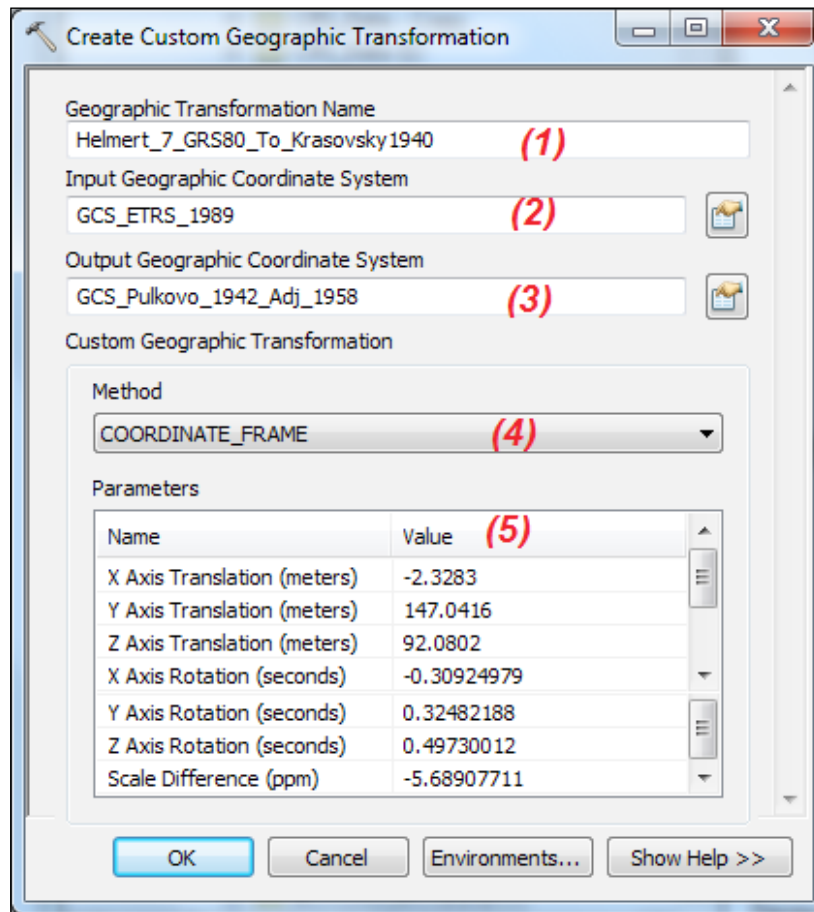 Create Custom Geographic Transformation
Geographic Transformation Name
Helmert_7_GRS80_To_Krasovsky1940 (1)
Input Geographic Coordinate System
GCS_ETRS_1989 (2)
Output Geographic Coordinate System
GCS_Pulkovo_1942_Adj_1958 (3)
Custom Geographic Transformation
Method
COORDINATE_FRAME (4)
Parameters
Name Value (5)
X Axis Translation (meters) -2.3283
Y Axis Translation (meters) 147.0416
Z Axis Translation (meters) 92.0802
X Axis Rotation (seconds) -0.30924979
Y Axis Rotation (seconds) 0.32482188
Z Axis Rotation (seconds) 0.49730012
Scale Difference (ppm) -5.68907711
OK Cancel Environments... Show Help >>